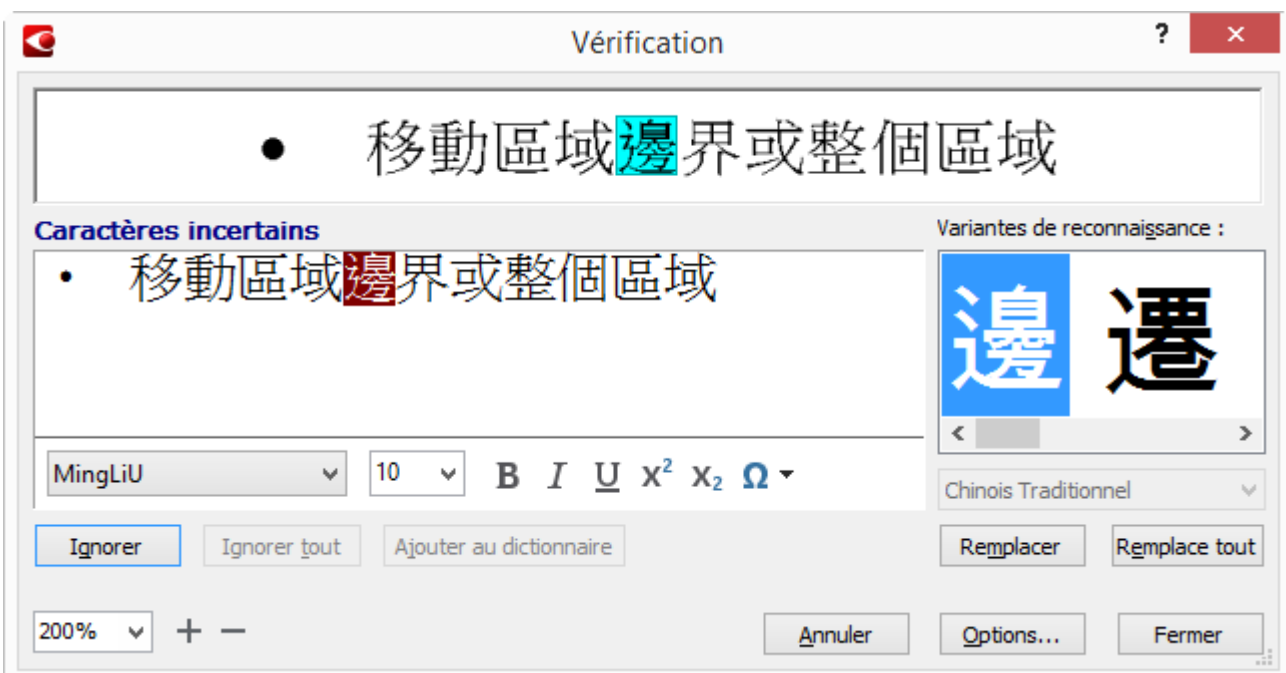 Vérification
?
×
• 移動區域邊界或整個區域
Caractères incertains
Variantes de reconnaissance :
• 移動區域邊界或整個區域
邊 遷
MingLiU 10 B I U X² X₂ Ω
Chinois Traditionnel
Ignorer Ignorer tout Ajouter au dictionnaire Remplacer Remplace tout
200% + − Annuler Options... Fermer